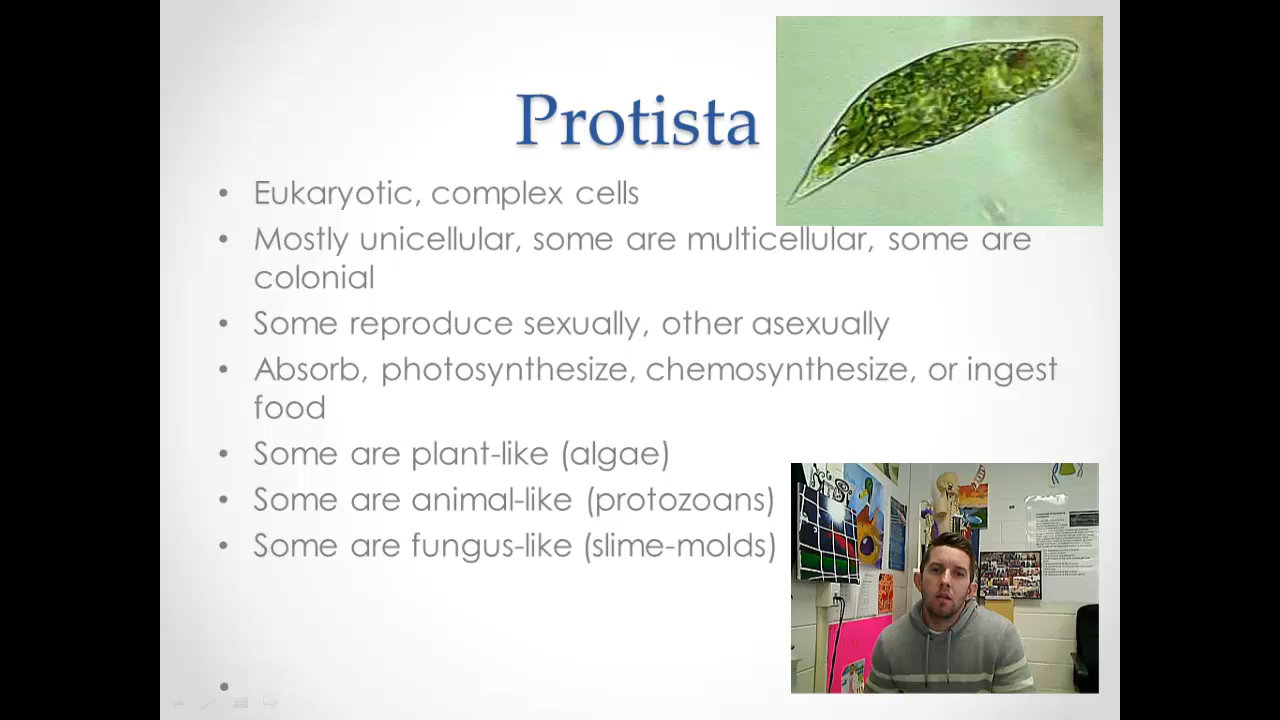 Protista
• Eukaryotic, complex cells
• Mostly unicellular, some are multicellular, some are
colonial
• Some reproduce sexually, other asexually
• Absorb, photosynthesize, chemosynthesize, or ingest
food
• Some are plant-like (algae)
• Some are animal-like (protozoans)
• Some are fungus-like (slime-molds)
•